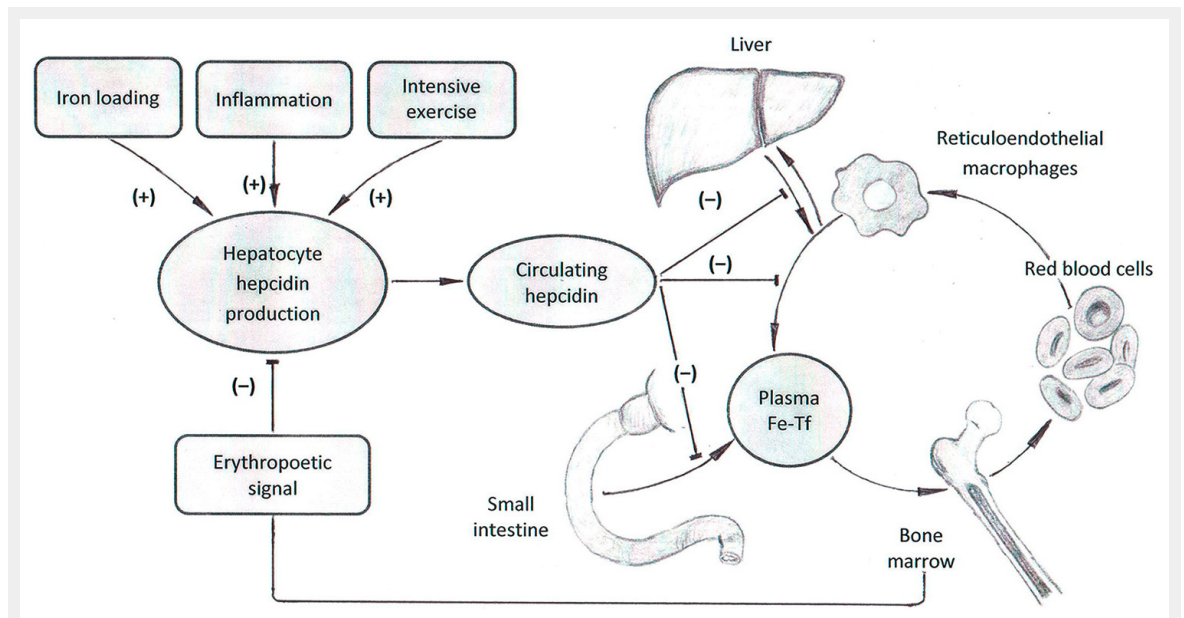 Iron loading
Inflammation
Intensive
exercise
(+)
(+)
(+)
Hepatocyte
hepcidin
production
Circulating
hepcidin
(–)
Erythropoetic
signal
Liver
(–)
(–)
(–)
Reticuloendothelial
macrophages
Red blood cells
Plasma
Fe-Tf
Small
intestine
Bone
marrow